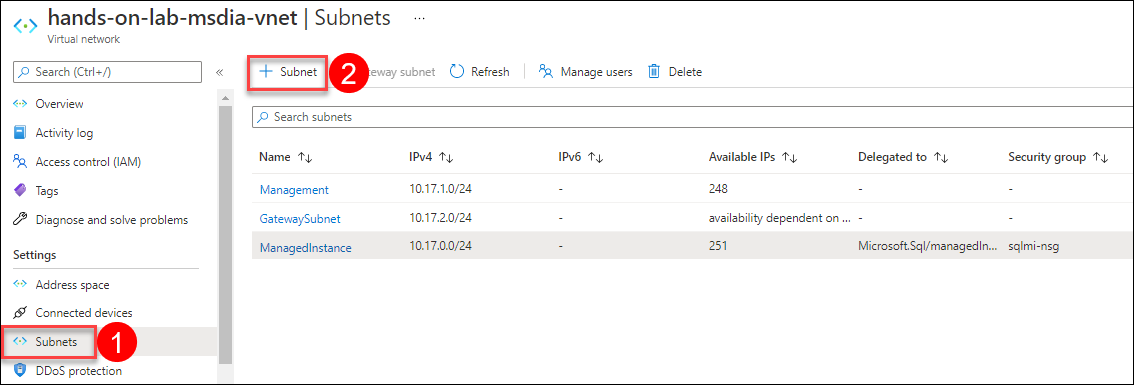 hands-on-lab-msdia-vnet | Subnets ...
Virtual network
Search (Ctrl+/) «
+ Subnet 2 teway subnet Refresh Manage users Delete
Overview
Activity log
Access control (IAM)
Tags
Diagnose and solve problems
Settings
Address space
Connected devices
Subnets 1
DDoS protection
Search subnets
Name ↑↓ IPv4 ↑↓ IPv6 ↑↓ Available IPs ↑↓ Delegated to ↑↓ Security group ↑↓
Management 10.17.1.0/24 - 248 - -
GatewaySubnet 10.17.2.0/24 - availability dependent on ... - -
ManagedInstance 10.17.0.0/24 - 251 Microsoft.Sql/managedIn... sqlmi-nsg